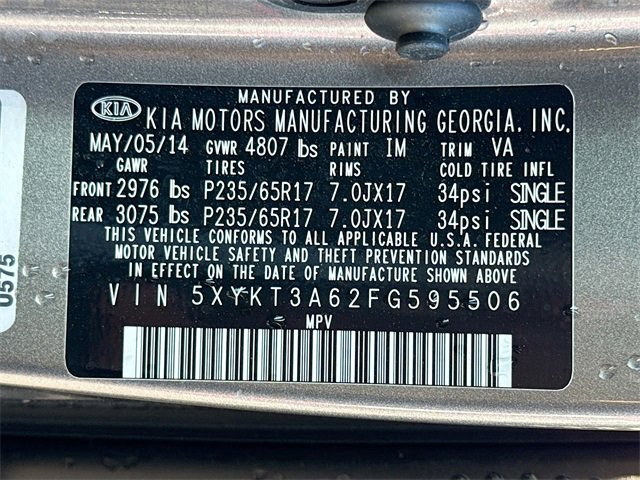 MANUFACTURED BY
KIA KIA MOTORS MANUFACTURING GEORGIA, INC.
MAY/05/14 GVWR 4807 lbs PAINT IM TRIM VA
GAWR TIRES RIMS COLD TIRE INFL
FRONT 2976 lbs P235/65R17 7.0JX17 34psi SINGLE
REAR 3075 lbs P235/65R17 7.0JX17 34psi SINGLE
THIS VEHICLE CONFORMS TO ALL APPLICABLE U.S.A. FEDERAL
MOTOR VEHICLE SAFETY AND THEFT PREVENTION STANDARDS
IN EFFECT ON THE DATE OF MANUFACTURE SHOWN ABOVE
VIN 5XYKT3A62FG595506
MPV
0575